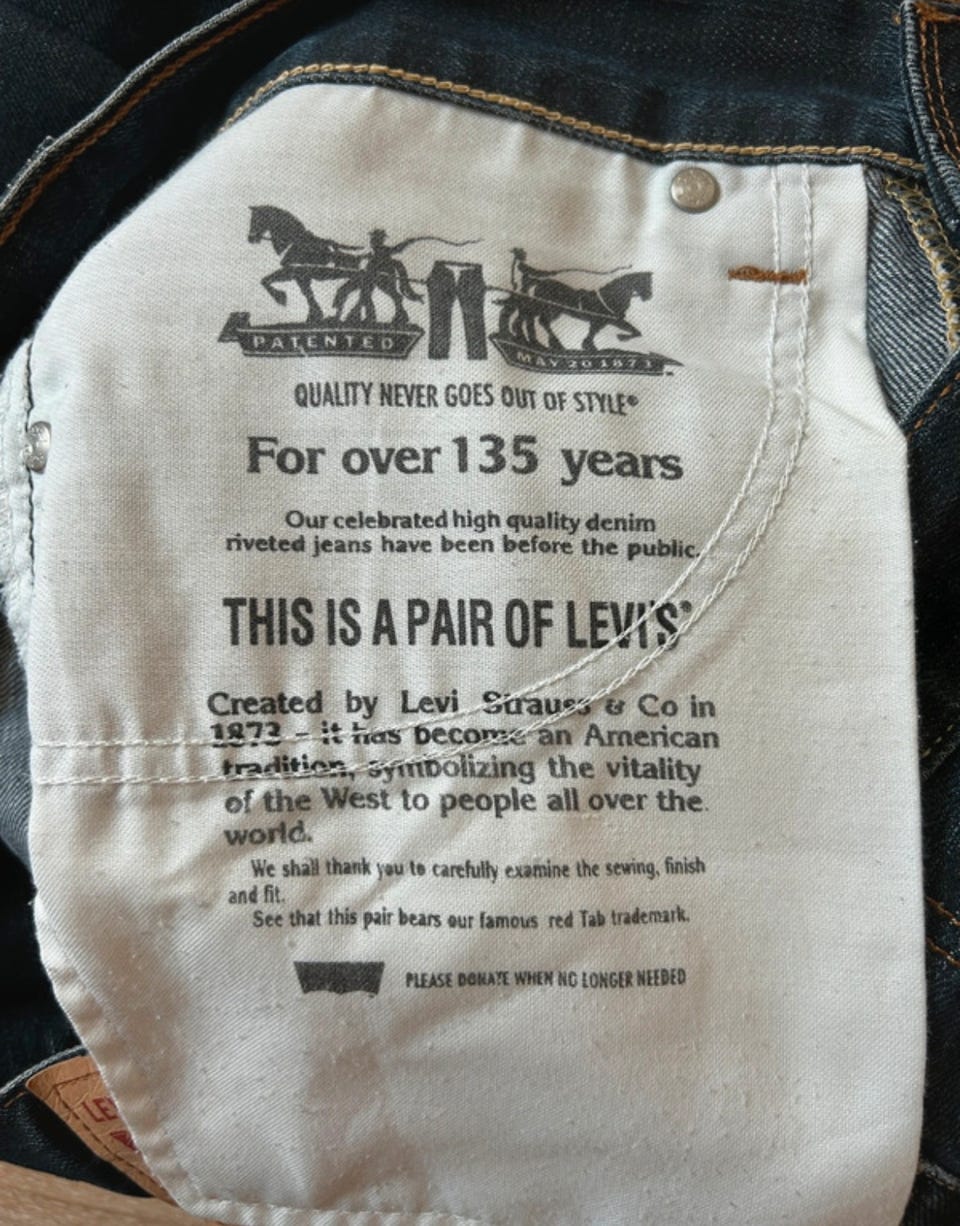 PATENTED
MAY 20 1873
QUALITY NEVER GOES OUT OF STYLE®
For over 135 years
Our celebrated high quality denim
riveted jeans have been before the public.
THIS IS A PAIR OF LEVI'S®
Created by Levi Strauss & Co in
1873 - it has become an American
tradition, symbolizing the vitality
of the West to people all over the
world.
We shall thank you to carefully examine the sewing, finish
and fit.
See that this pair bears our famous red Tab trademark.
PLEASE DONATE WHEN NO LONGER NEEDED